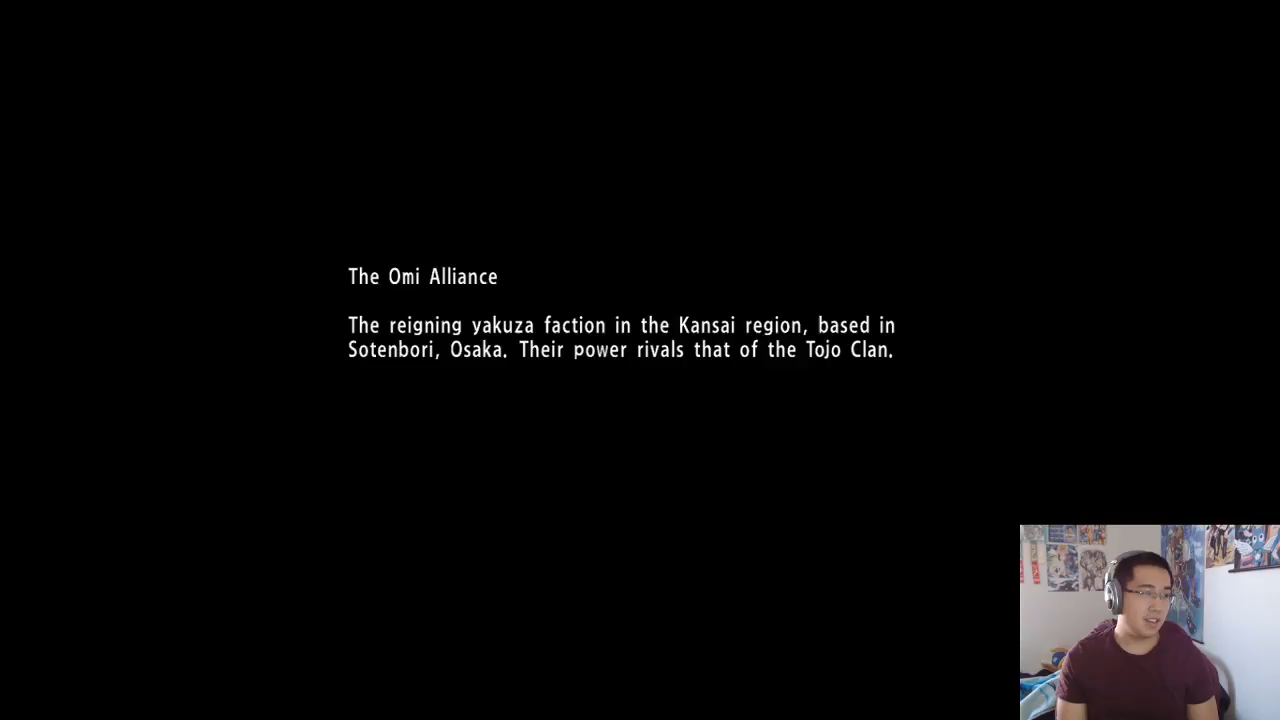 The Omi Alliance
The reigning yakuza faction in the Kansai region, based in
Sotenbori, Osaka. Their power rivals that of the Tojo Clan.